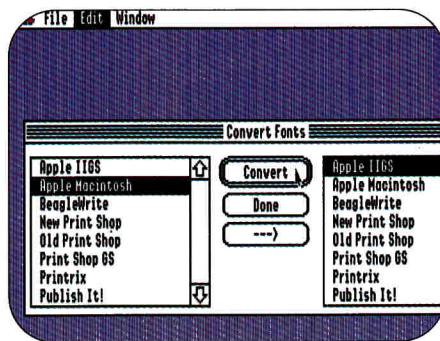 File Edit Window
Convert Fonts
Apple IIGS
Apple Macintosh
BeagleWrite
New Print Shop
Old Print Shop
Print Shop GS
Printrix
Publish It!
Convert
Done
--->
Apple IIGS
Apple Macintosh
BeagleWrite
New Print Shop
Old Print Shop
Print Shop GS
Printrix
Publish It!